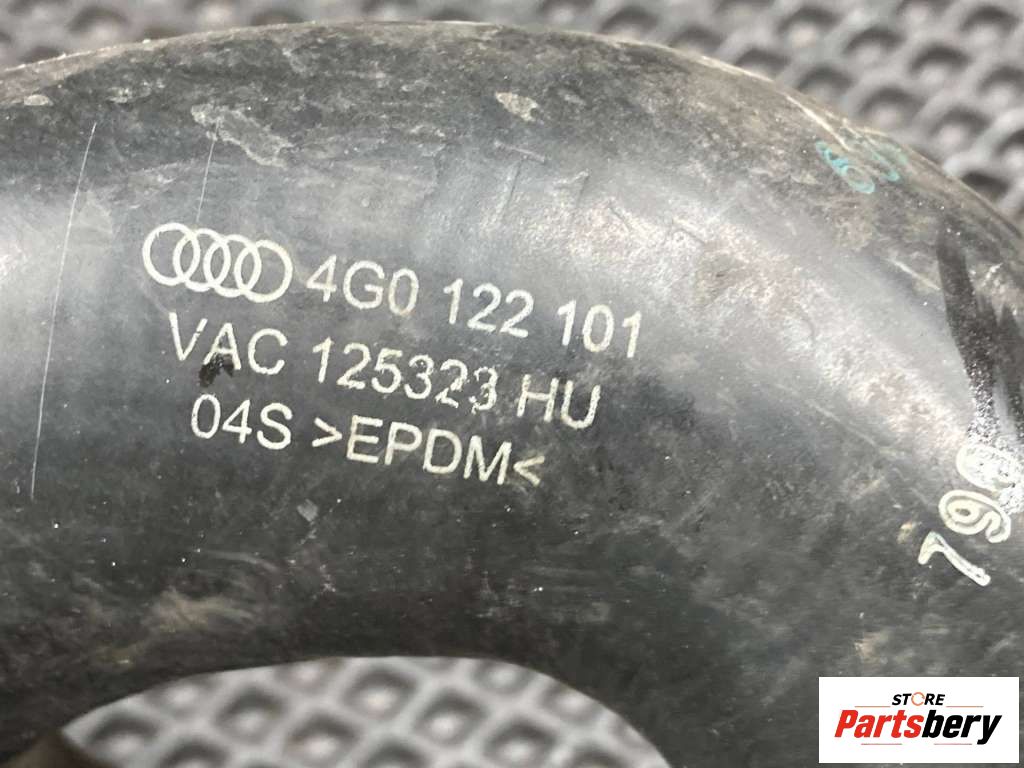 4G0 122 101
VAC 125323 HU
04S >EPDM<
STORE
Partsbery